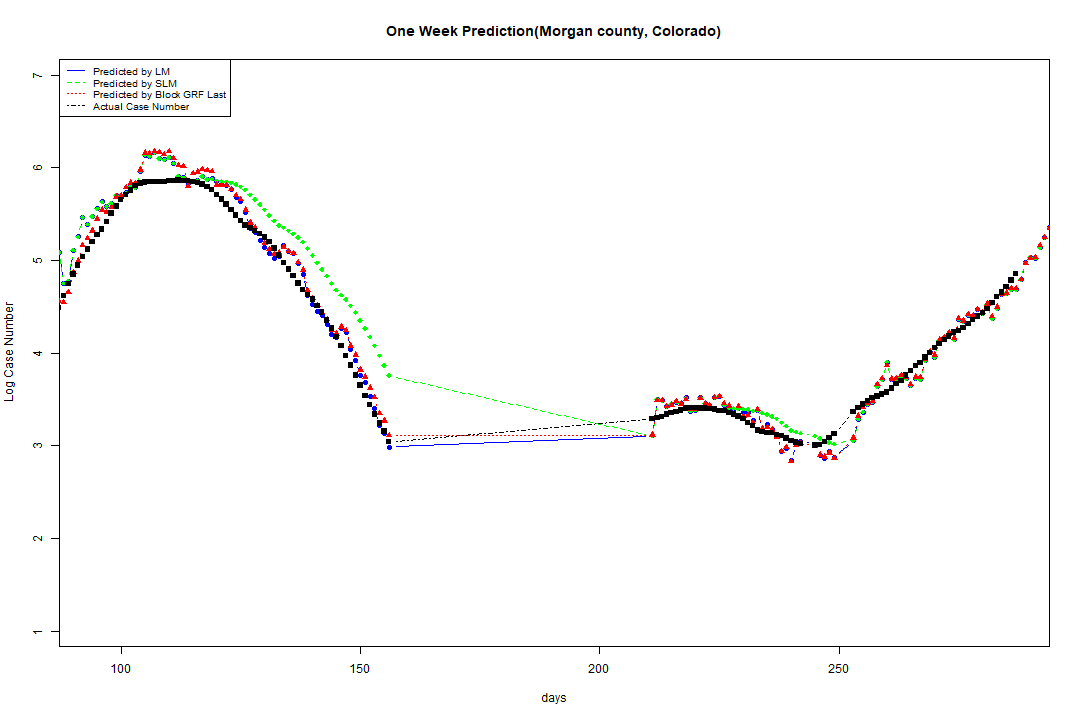 One Week Prediction(Morgan county, Colorado)
Predicted by LM
Predicted by SLM
Predicted by Block GRF Last
Actual Case Number
7
6
5
4
3
2
1
Log Case Number
100 150 200 250
days